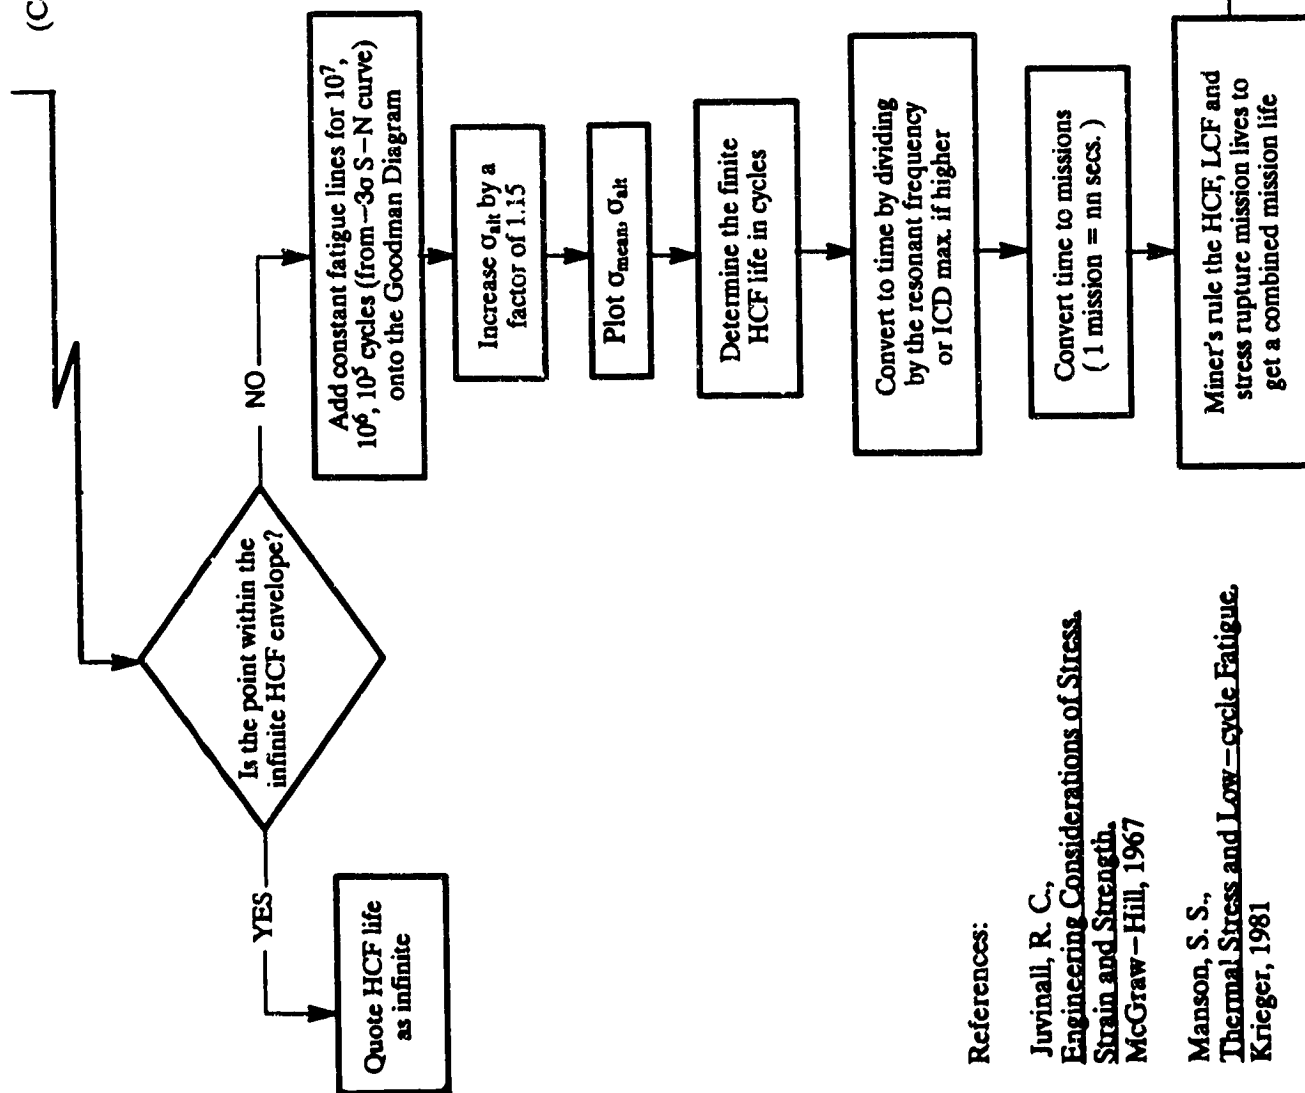 (C
Is the point within the
infinite HCF envelope?
YES
NO
Quote HCF life
as infinite
Add constant fatigue lines for 10⁷,
10⁶, 10⁵ cycles (from −3σ S−N curve)
onto the Goodman Diagram
Increase σalt by a
factor of 1.15
Plot σmean, σalt
Determine the finite
HCF life in cycles
Convert to time by dividing
by the resonant frequency
or ICD max. if higher
Convert time to missions
( 1 mission = nn secs. )
Miner's rule the HCF, LCF and
stress rupture mission lives to
get a combined mission life
References:
Juvinall, R. C.,
Engineering Considerations of Stress,
Strain and Strength,
McGraw−Hill, 1967
Manson, S. S.,
Thermal Stress and Low−cycle Fatigue,
Krieger, 1981